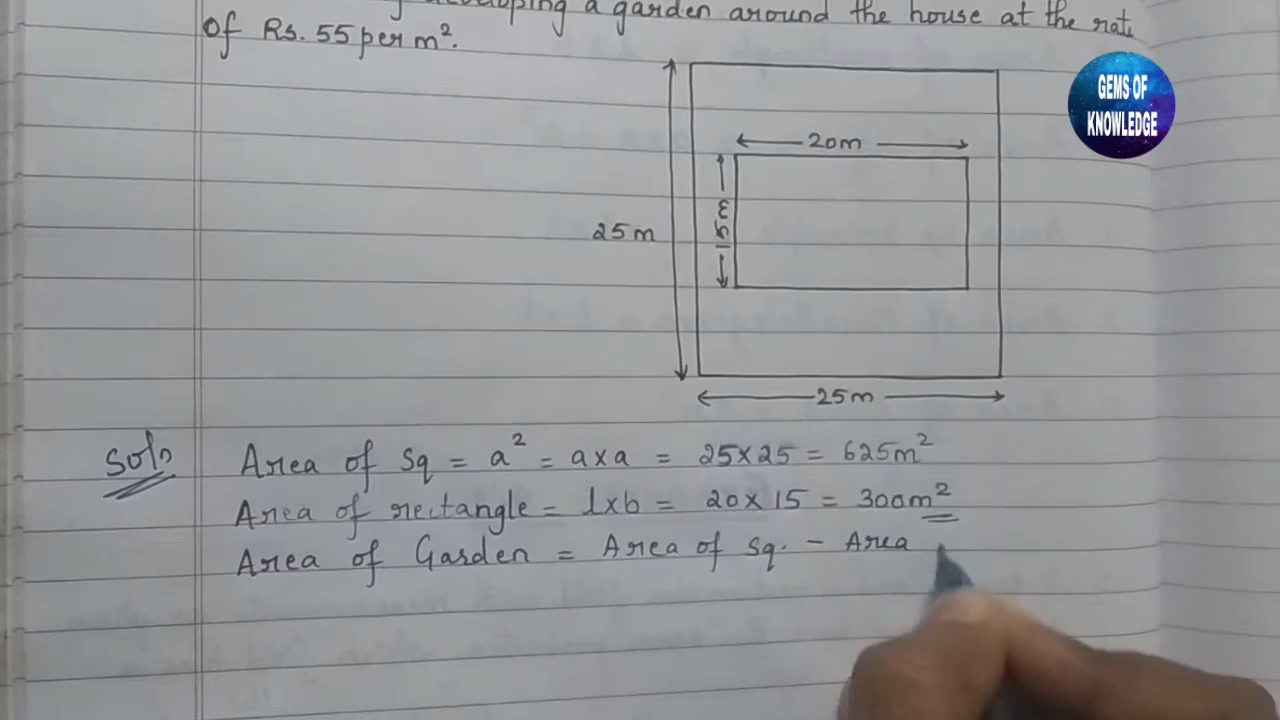 developing a garden around the house at the rate
of Rs. 55 per m².
GEMS OF
KNOWLEDGE
20m
15m
25m
25m
Soln
Area of sq = a² = a×a = 25×25 = 625m²
Area of rectangle = l×b = 20×15 = 300m²
Area of Garden = Area of sq. - Area